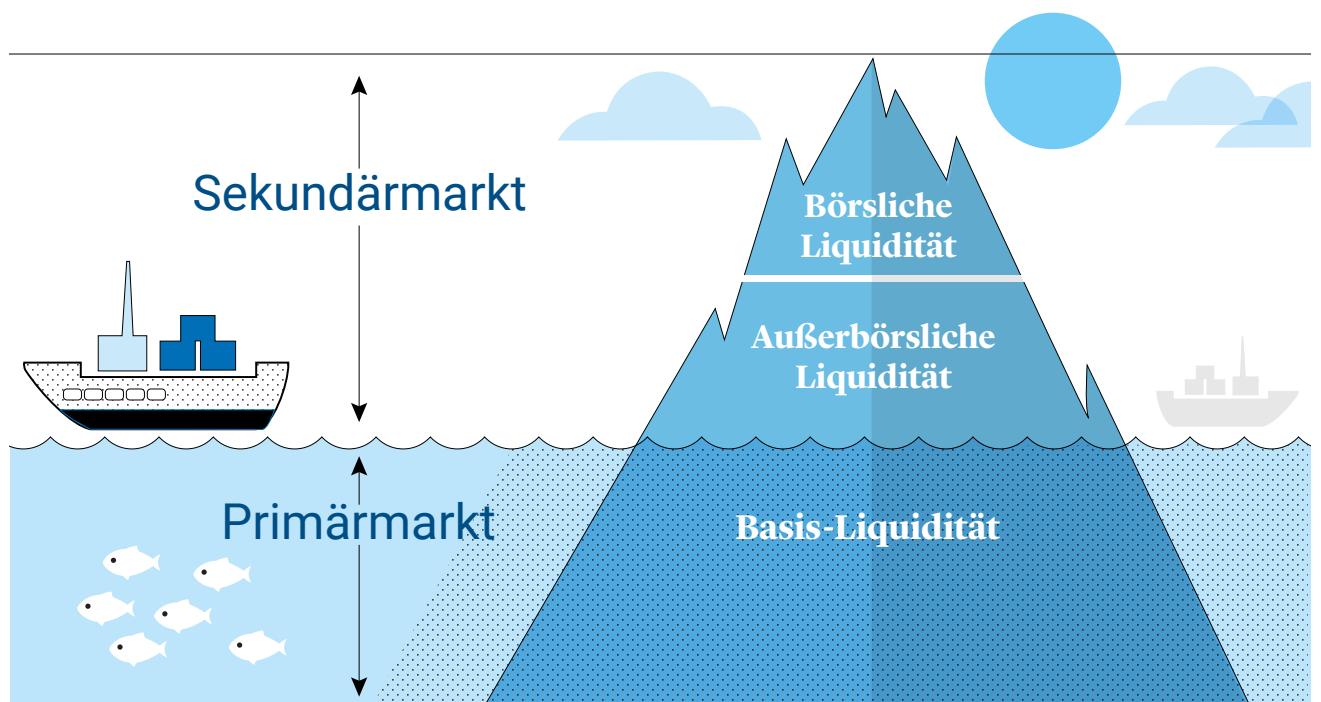 Sekundärmarkt
Börsliche
Liquidität
Außerbörsliche
Liquidität
Primärmarkt
Basis-Liquidität